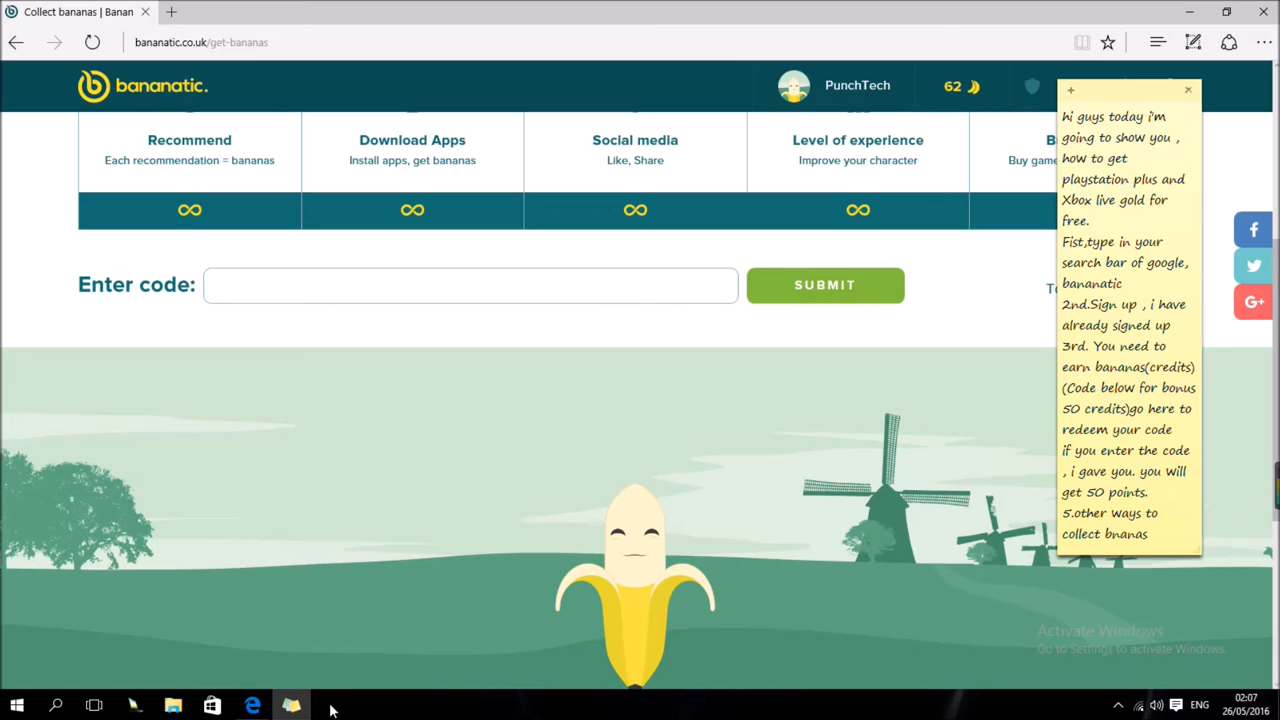 Collect bananas | Banan
bananatic.co.uk/get-bananas
bananatic.
PunchTech
62
Recommend
Each recommendation = bananas
Download Apps
Install apps, get bananas
Social media
Like, Share
Level of experience
Improve your character
B
Buy game
Enter code:
SUBMIT
To
hi guys today i'm
going to show you ,
how to get
playstation plus and
Xbox live gold for
free.
Fist,type in your
search bar of google,
bananatic
2nd.Sign up , i have
already signed up
3rd. You need to
earn bananas(credits)
(Code below for bonus
50 credits)go here to
redeem your code
if you enter the code
, i gave you. you will
get 50 points.
5.other ways to
collect bnanas
Activate Windows
Go to Settings to activate Windows.
ENG
02:07
26/05/2016